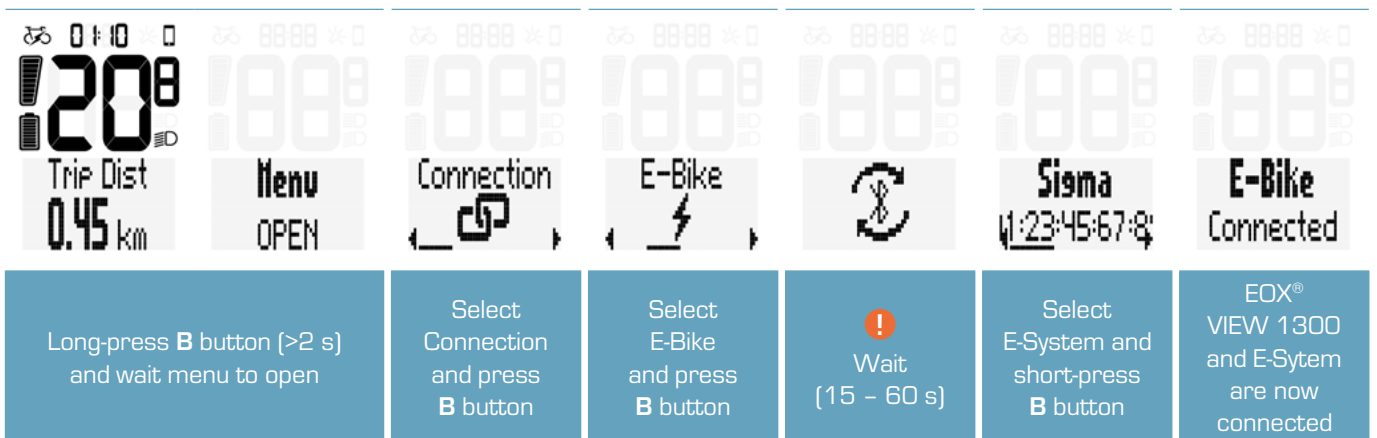 01:10
20 8
Trip Dist
0.45 km
Menu
OPEN
Connection
E-Bike
Sigma
1:23:45:67:8
E-Bike
Connected
Long-press B button (>2 s)
and wait menu to open
Select
Connection
and press
B button
Select
E-Bike
and press
B button
!
Wait
(15 – 60 s)
Select
E-System and
short-press
B button
EOX®
VIEW 1300
and E-Sytem
are now
connected